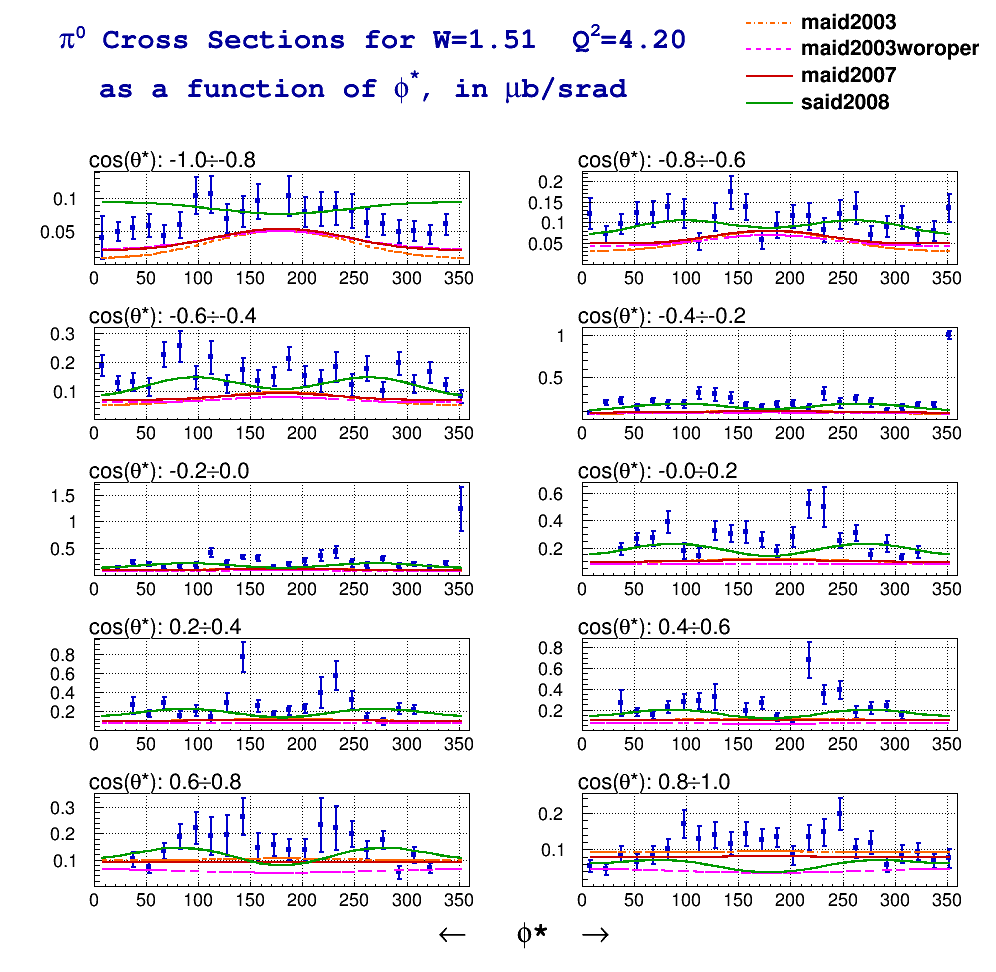 π⁰ Cross Sections for W=1.51 Q²=4.20
as a function of ϕ*, in μb/srad
maid2003
maid2003woroper
maid2007
said2008
cos(θ*): -1.0÷-0.8
0.1
0.05
0 50 100 150 200 250 300 350
cos(θ*): -0.8÷-0.6
0.2
0.15
0.1
0.05
0 50 100 150 200 250 300 350
cos(θ*): -0.6÷-0.4
0.3
0.2
0.1
0 50 100 150 200 250 300 350
cos(θ*): -0.4÷-0.2
1
0.5
0 50 100 150 200 250 300 350
cos(θ*): -0.2÷0.0
1.5
1
0.5
0 50 100 150 200 250 300 350
cos(θ*): -0.0÷0.2
0.6
0.4
0.2
0 50 100 150 200 250 300 350
cos(θ*): 0.2÷0.4
0.8
0.6
0.4
0.2
0 50 100 150 200 250 300 350
cos(θ*): 0.4÷0.6
0.8
0.6
0.4
0.2
0 50 100 150 200 250 300 350
cos(θ*): 0.6÷0.8
0.3
0.2
0.1
0 50 100 150 200 250 300 350
cos(θ*): 0.8÷1.0
0.2
0.1
0 50 100 150 200 250 300 350
← ϕ* →